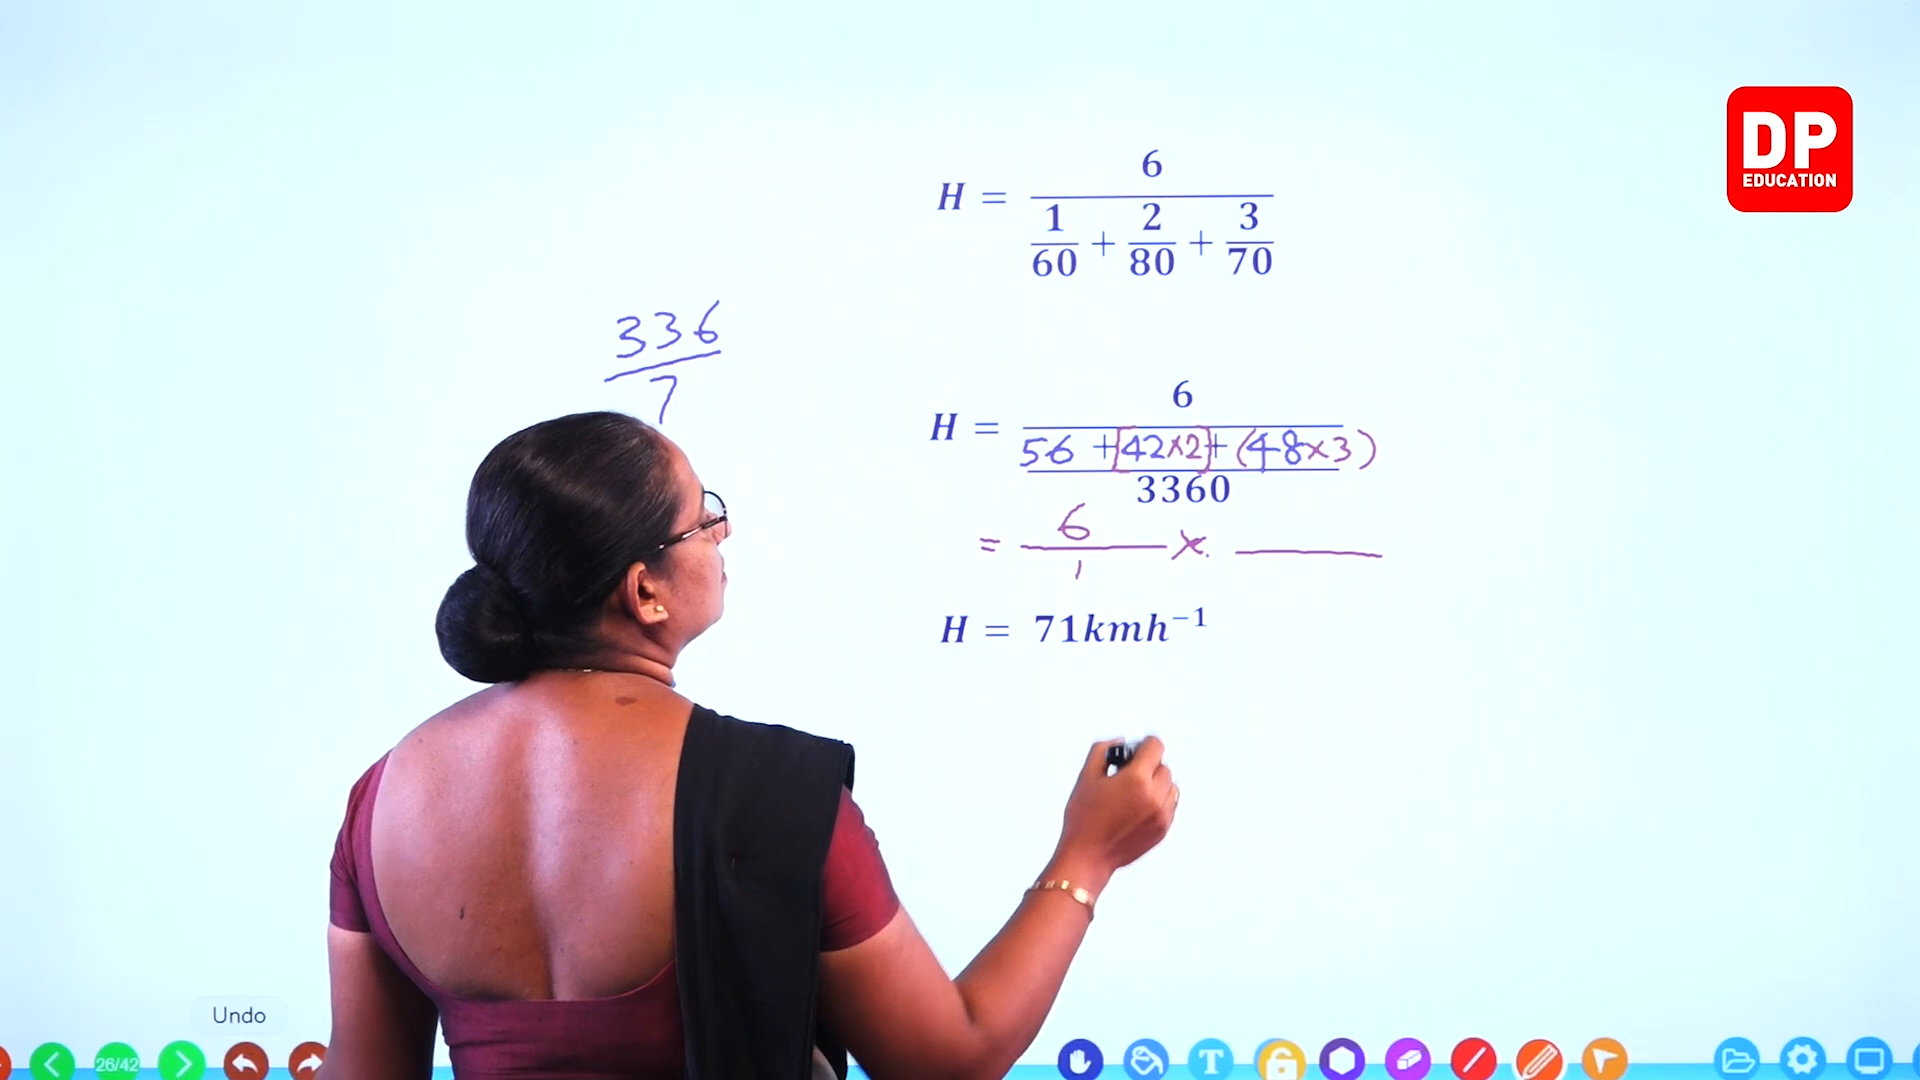 DP
EDUCATION
H = 6 / (1/60 + 2/80 + 3/70)
336
7
H = 6 / ((56 + [42×2] + (48×3)) / 3360)
= 6/1 ×
H = 71kmh⁻¹
Undo
26/42
T